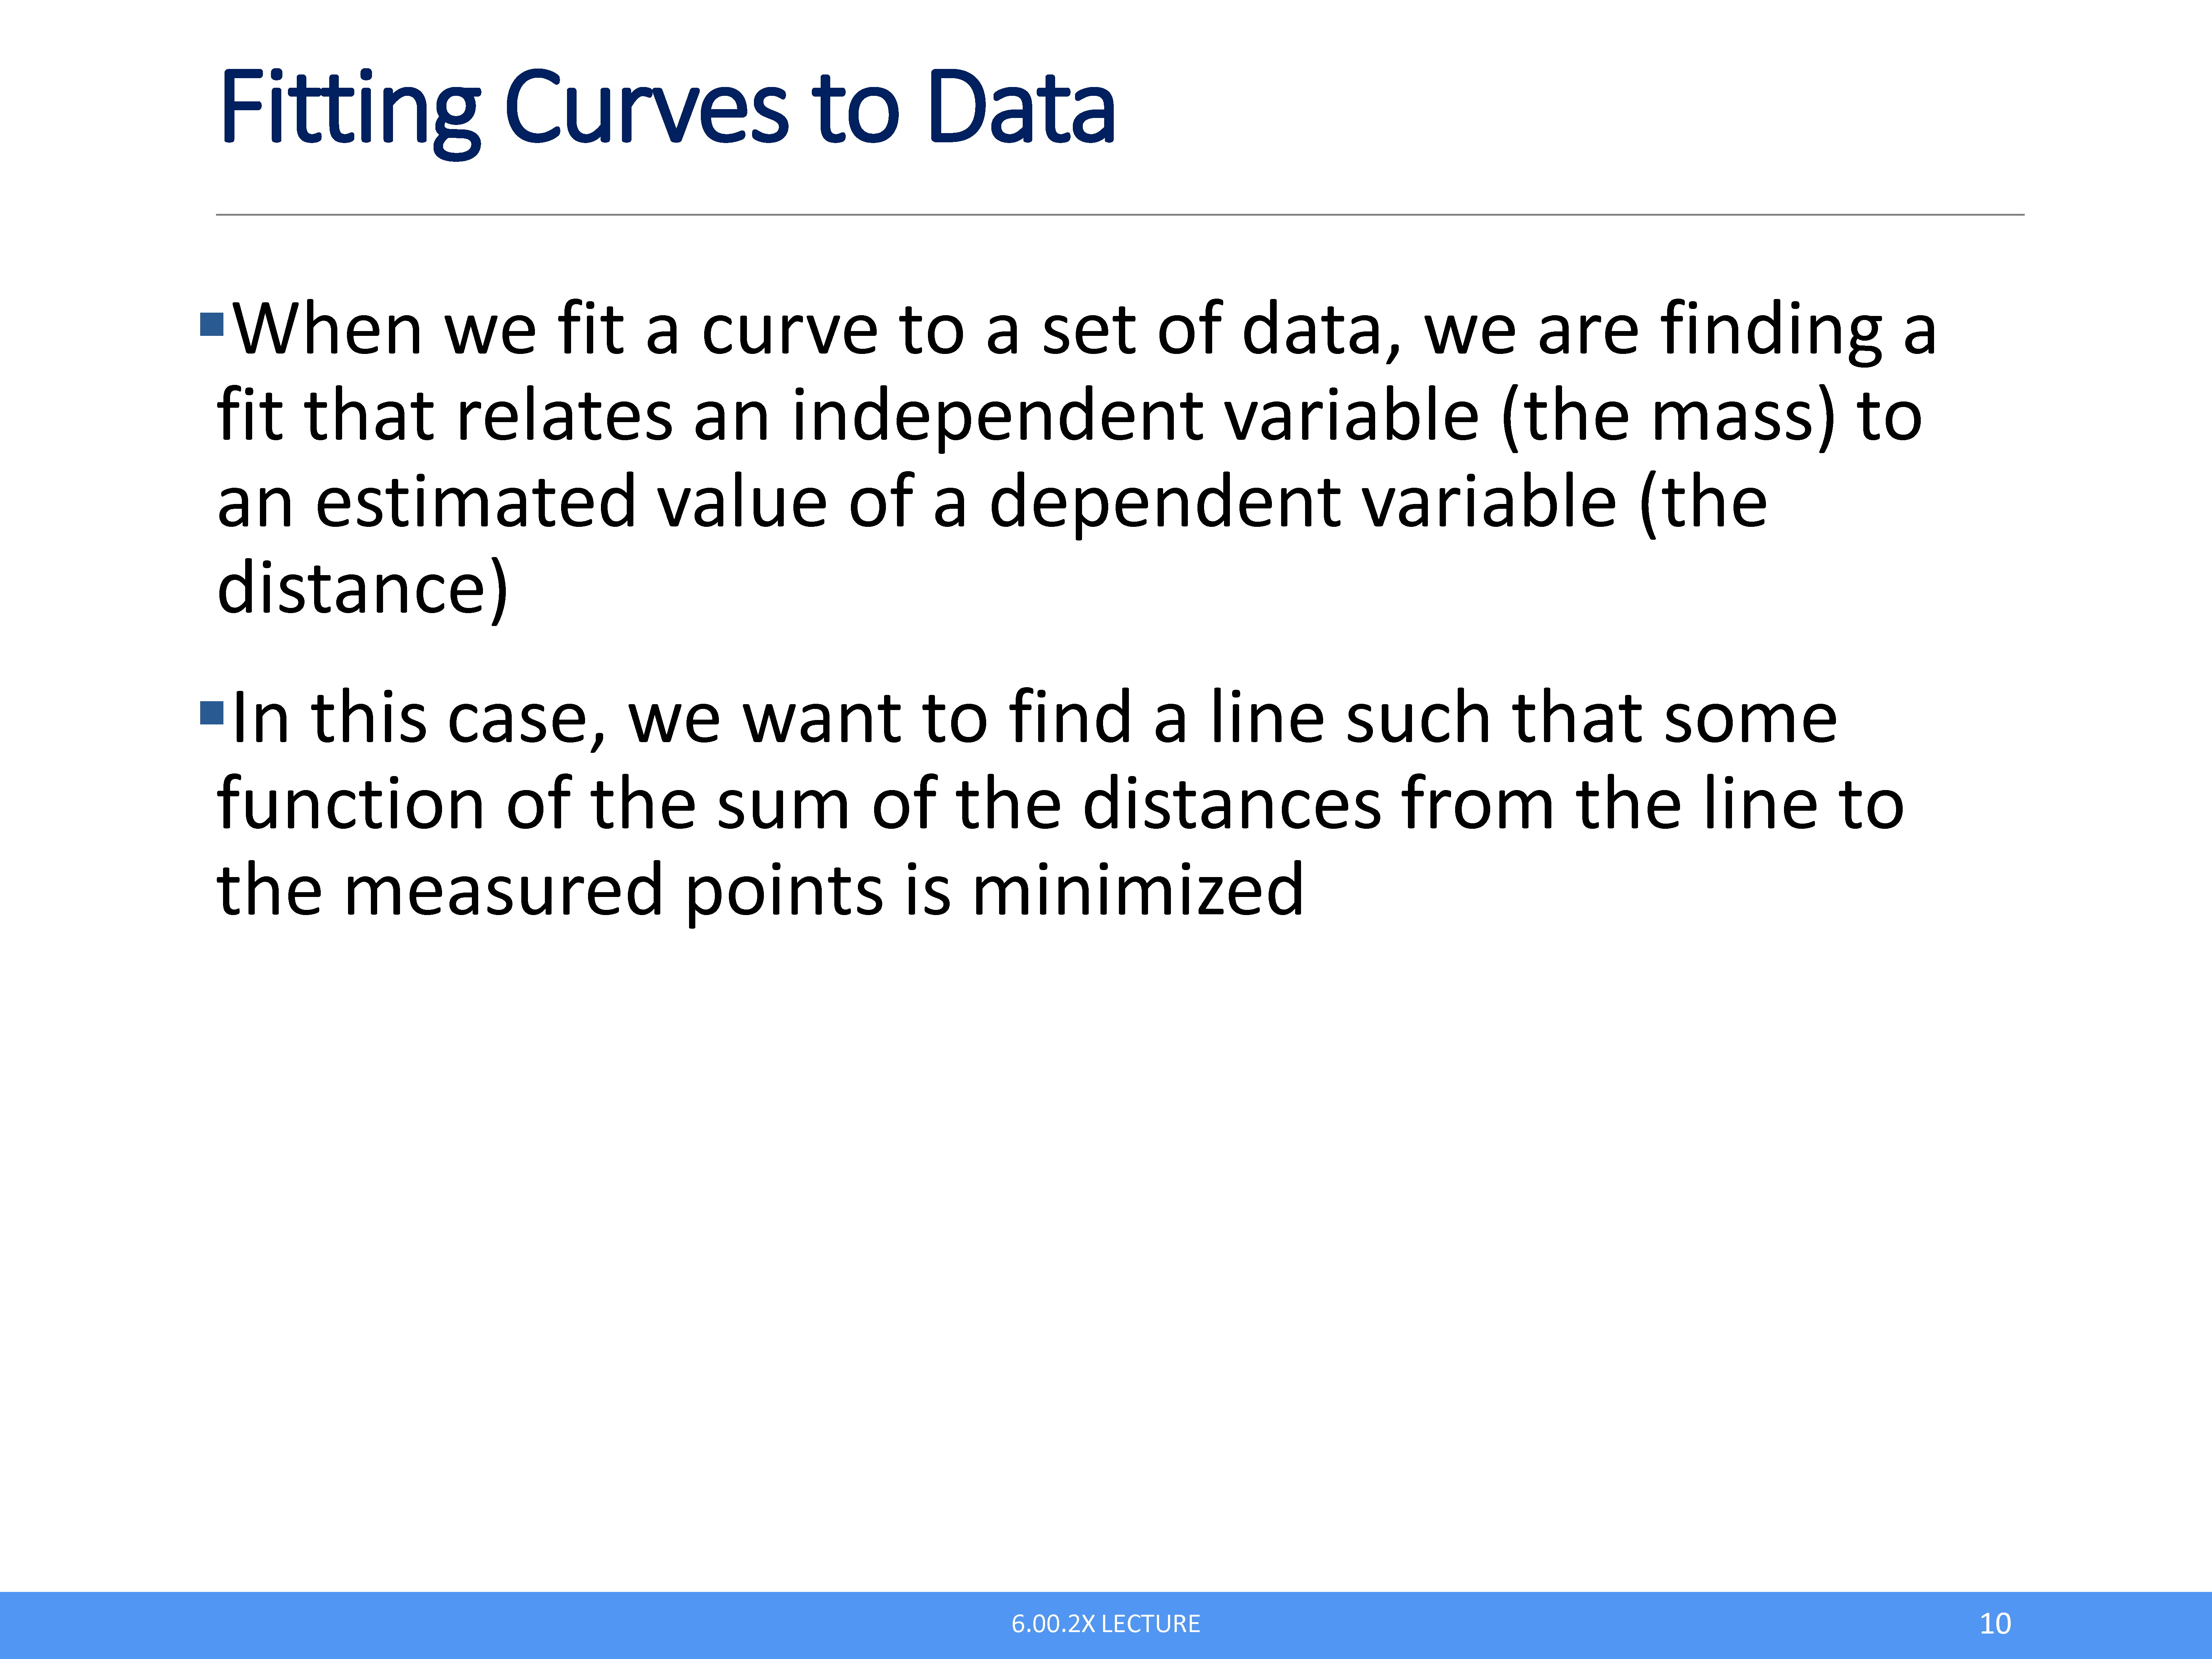 Fitting Curves to Data
▪When we fit a curve to a set of data, we are finding a
fit that relates an independent variable (the mass) to
an estimated value of a dependent variable (the
distance)
▪In this case, we want to find a line such that some
function of the sum of the distances from the line to
the measured points is minimized
6.00.2X LECTURE
10